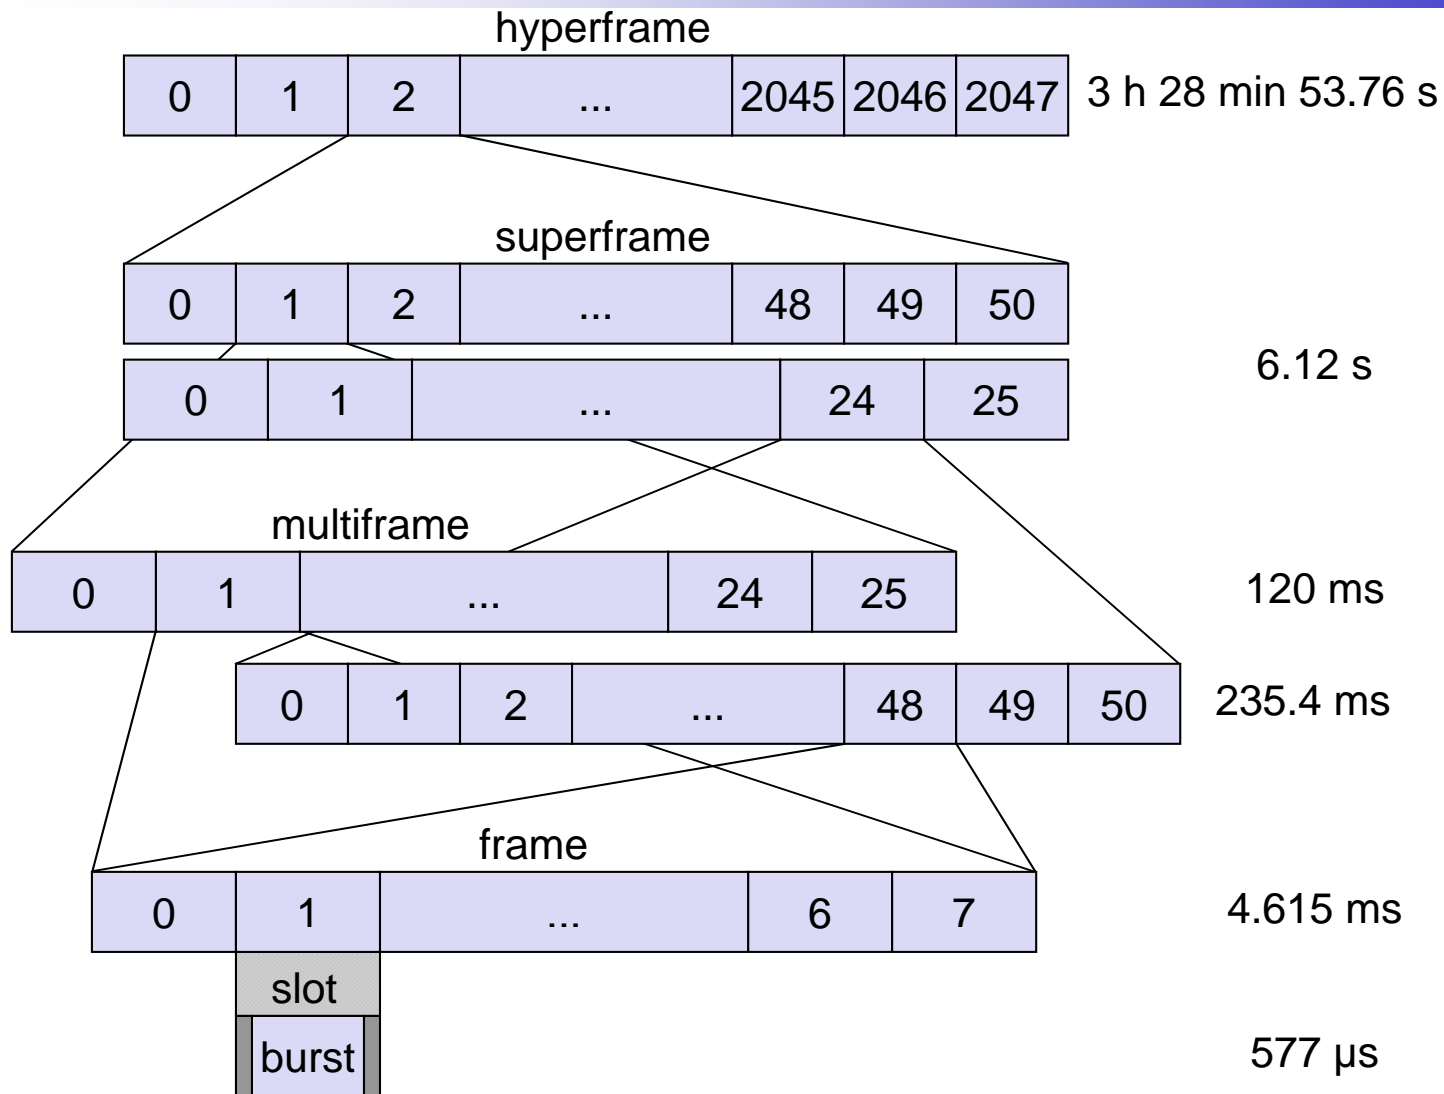 hyperframe
0 1 2 ... 2045 2046 2047 3 h 28 min 53.76 s
superframe
0 1 2 ... 48 49 50
6.12 s
0 1 ... 24 25
multiframe
0 1 ... 24 25 120 ms
0 1 2 ... 48 49 50 235.4 ms
frame
0 1 ... 6 7 4.615 ms
slot
burst 577 µs